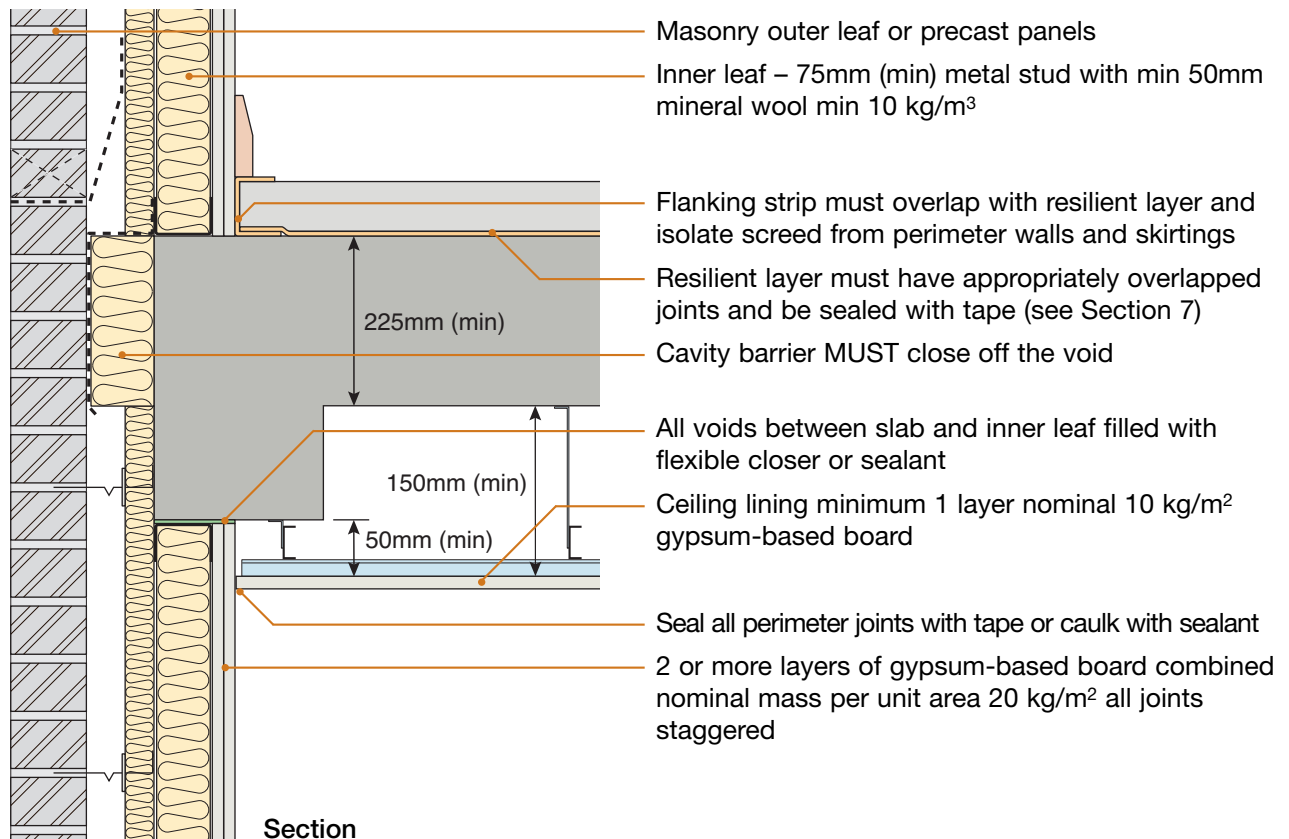 Masonry outer leaf or precast panels
Inner leaf – 75mm (min) metal stud with min 50mm
mineral wool min 10 kg/m³
Flanking strip must overlap with resilient layer and
isolate screed from perimeter walls and skirtings
Resilient layer must have appropriately overlapped
joints and be sealed with tape (see Section 7)
225mm (min)
Cavity barrier MUST close off the void
All voids between slab and inner leaf filled with
flexible closer or sealant
150mm (min)
Ceiling lining minimum 1 layer nominal 10 kg/m²
gypsum-based board
50mm (min)
Seal all perimeter joints with tape or caulk with sealant
2 or more layers of gypsum-based board combined
nominal mass per unit area 20 kg/m² all joints
staggered
Section